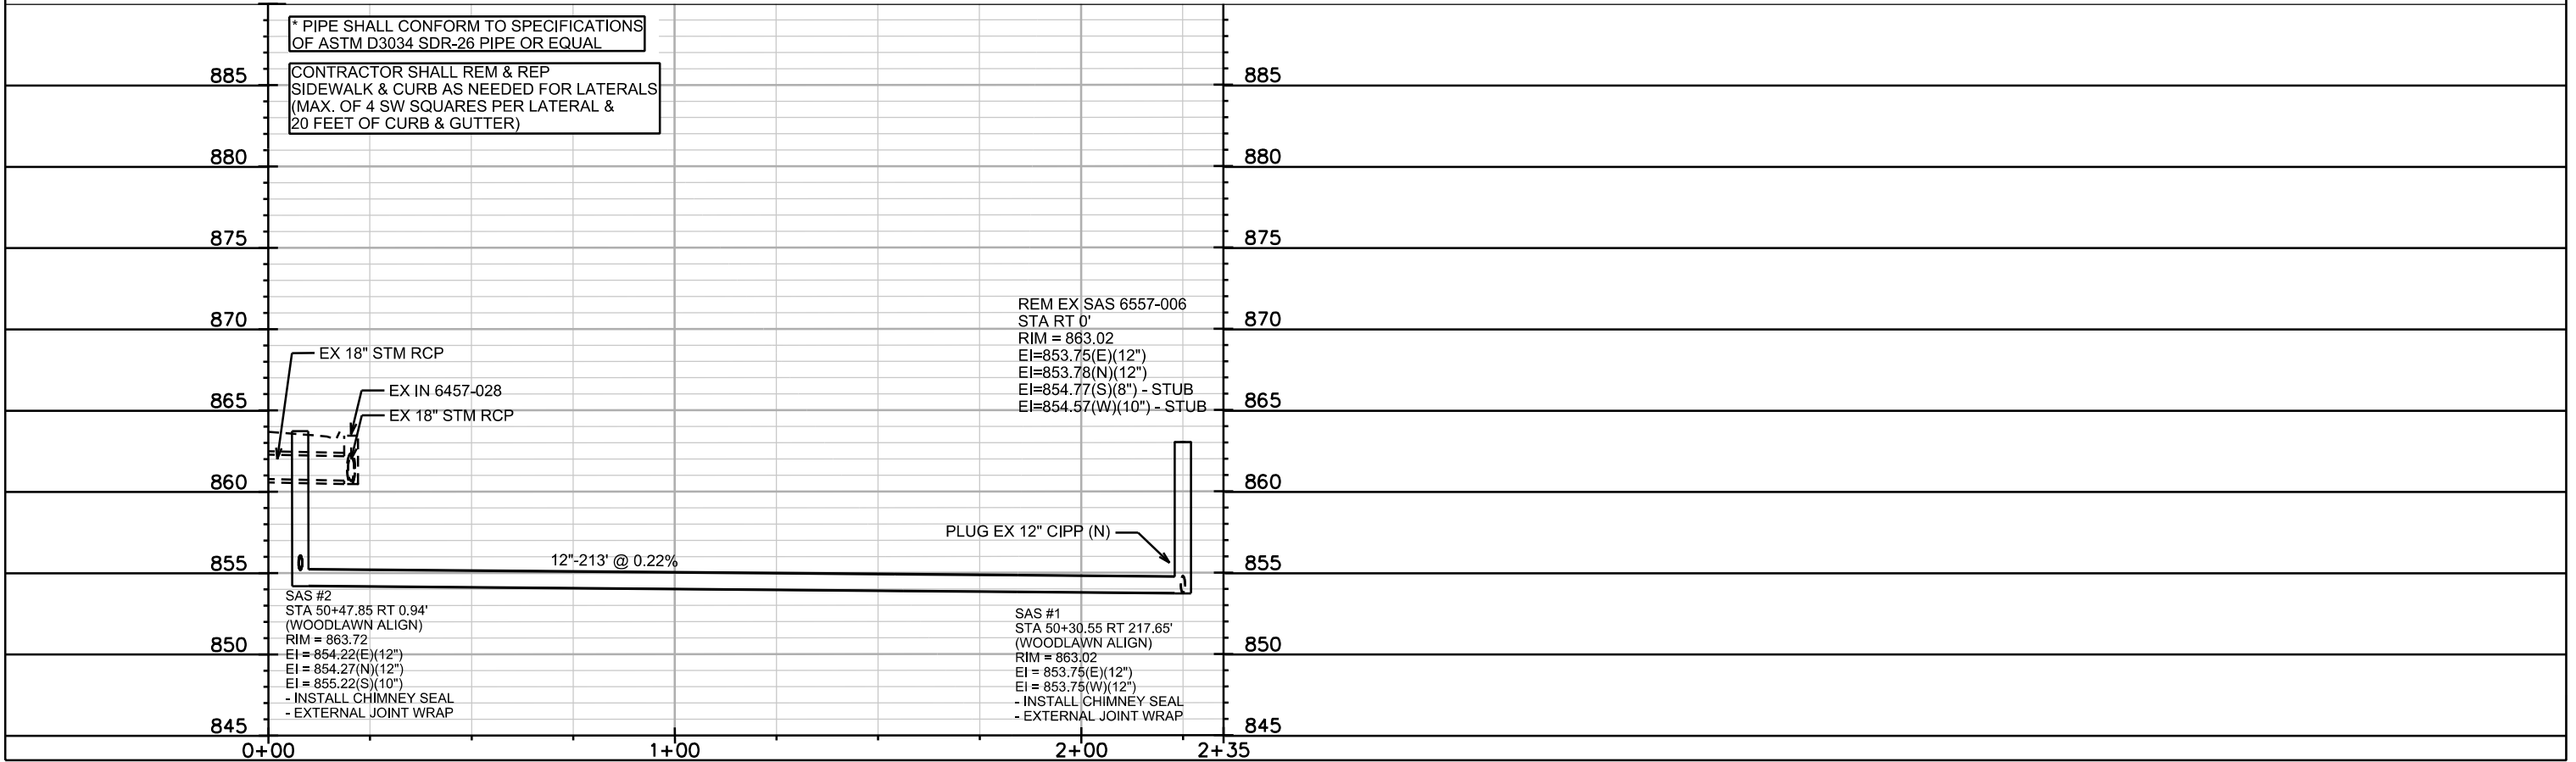 * PIPE SHALL CONFORM TO SPECIFICATIONS
OF ASTM D3034 SDR-26 PIPE OR EQUAL
CONTRACTOR SHALL REM & REP
SIDEWALK & CURB AS NEEDED FOR LATERALS
(MAX. OF 4 SW SQUARES PER LATERAL &
20 FEET OF CURB & GUTTER)
885 885
880 880
875 875
870 870
865 865
860 860
855 855
850 850
845 845
REM EX SAS 6557-006
STA RT 0'
RIM = 863.02
EI=853.75(E)(12")
EI=853.78(N)(12")
EI=854.77(S)(8") - STUB
EI=854.57(W)(10") - STUB
EX 18" STM RCP
EX IN 6457-028
EX 18" STM RCP
PLUG EX 12" CIPP (N)
12"-213' @ 0.22%
SAS #2
STA 50+47.85 RT 0.94'
(WOODLAWN ALIGN)
RIM = 863.72
EI = 854.22(E)(12")
EI = 854.27(N)(12")
EI = 855.22(S)(10")
- INSTALL CHIMNEY SEAL
- EXTERNAL JOINT WRAP
SAS #1
STA 50+30.55 RT 217.65'
(WOODLAWN ALIGN)
RIM = 863.02
EI = 853.75(E)(12")
EI = 853.75(W)(12")
- INSTALL CHIMNEY SEAL
- EXTERNAL JOINT WRAP
0+00 1+00 2+00 2+35